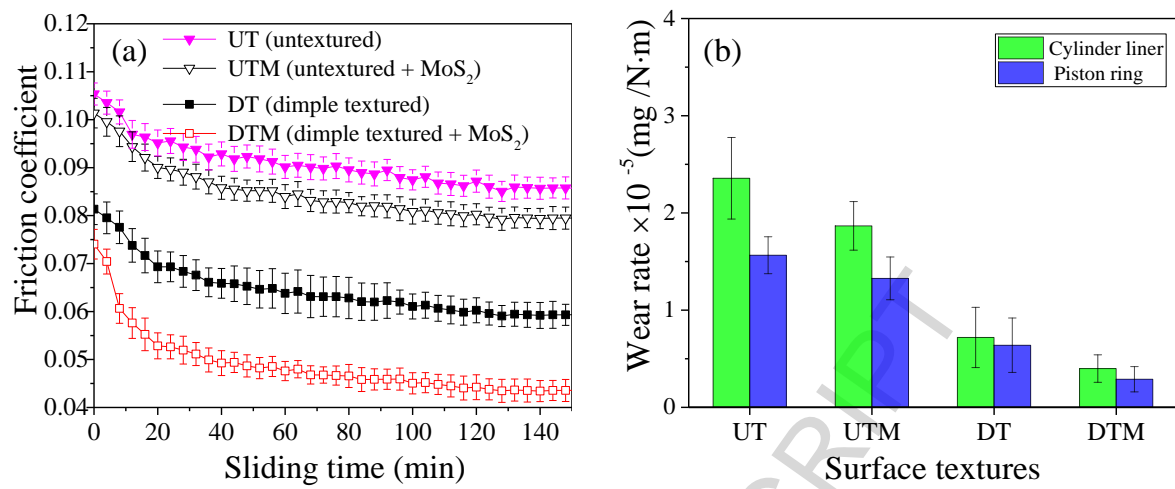 (a)
UT (untextured)
UTM (untextured + MoS₂)
DT (dimple textured)
DTM (dimple textured + MoS₂)
Friction coefficient
0.12
0.11
0.10
0.09
0.08
0.07
0.06
0.05
0.04
0 20 40 60 80 100 120 140
Sliding time (min)
(b)
Cylinder liner
Piston ring
Wear rate ×10⁻⁵(mg /N·m)
4
3
2
1
0
UT UTM DT DTM
Surface textures
SCRIPT